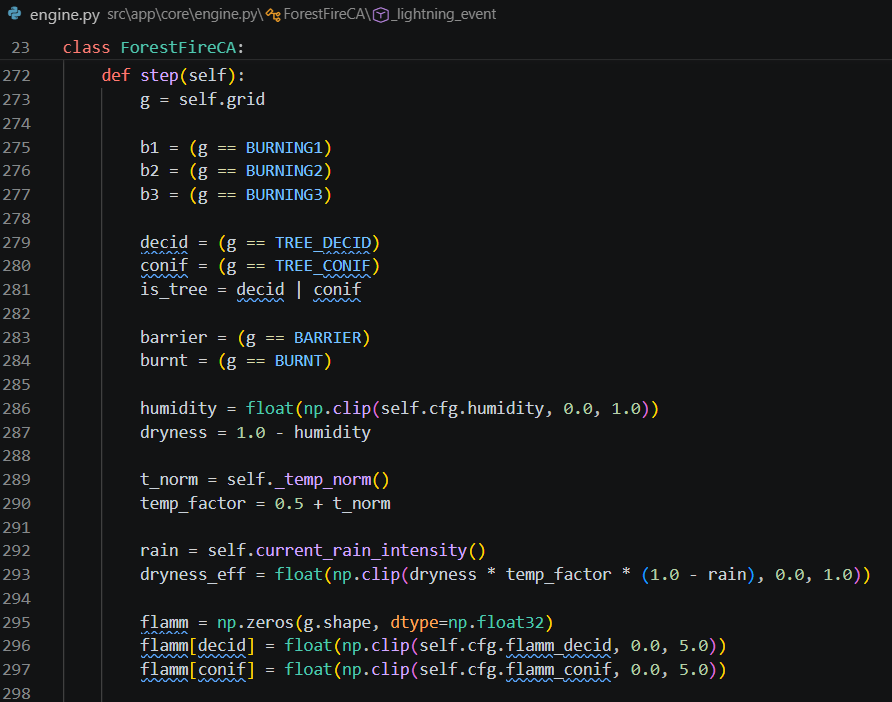 engine.py src\app\core\engine.py\ForestFireCA\_lightning_event
23 class ForestFireCA:
272 def step(self):
273 g = self.grid
274
275 b1 = (g == BURNING1)
276 b2 = (g == BURNING2)
277 b3 = (g == BURNING3)
278
279 decid = (g == TREE_DECID)
280 conif = (g == TREE_CONIF)
281 is_tree = decid | conif
282
283 barrier = (g == BARRIER)
284 burnt = (g == BURNT)
285
286 humidity = float(np.clip(self.cfg.humidity, 0.0, 1.0))
287 dryness = 1.0 - humidity
288
289 t_norm = self._temp_norm()
290 temp_factor = 0.5 + t_norm
291
292 rain = self.current_rain_intensity()
293 dryness_eff = float(np.clip(dryness * temp_factor * (1.0 - rain), 0.0, 1.0))
294
295 flamm = np.zeros(g.shape, dtype=np.float32)
296 flamm[decid] = float(np.clip(self.cfg.flamm_decid, 0.0, 5.0))
297 flamm[conif] = float(np.clip(self.cfg.flamm_conif, 0.0, 5.0))
298